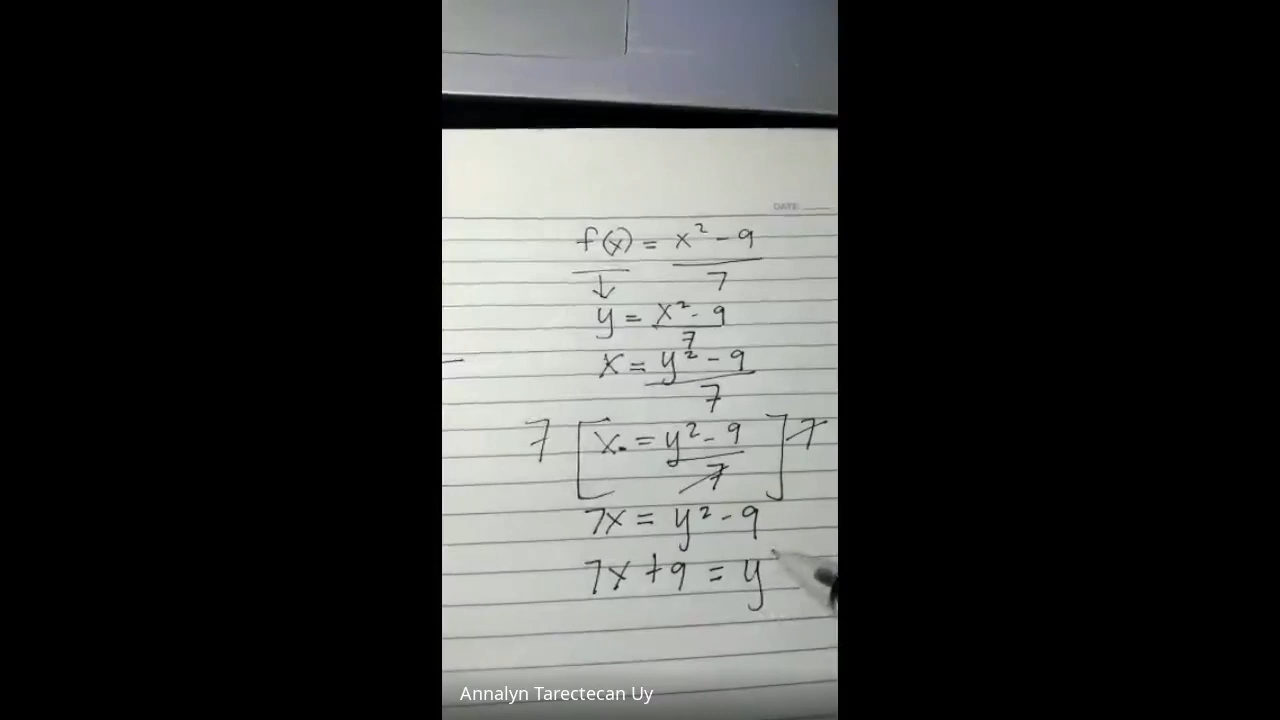 DATE:
f(x) = x² - 9
7
y = x² - 9
7
x = y² - 9
7
7 [x = y² - 9] 7
7
7x = y² - 9
7x + 9 = y
Annalyn Tarectecan Uy